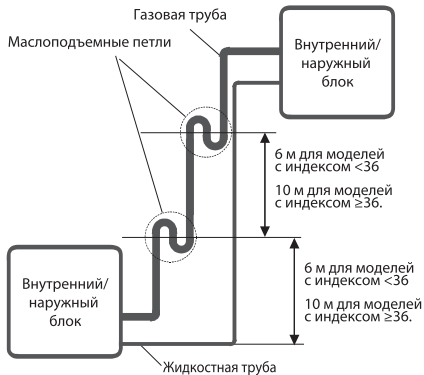 Газовая труба
Маслоподъемные петли
Внутренний/
наружный
блок
6 м для моделей
с индексом <36
10 м для моделей
с индексом ≥36.
Внутренний/
наружный
блок
6 м для моделей
с индексом <36
10 м для моделей
с индексом ≥36.
Жидкостная труба